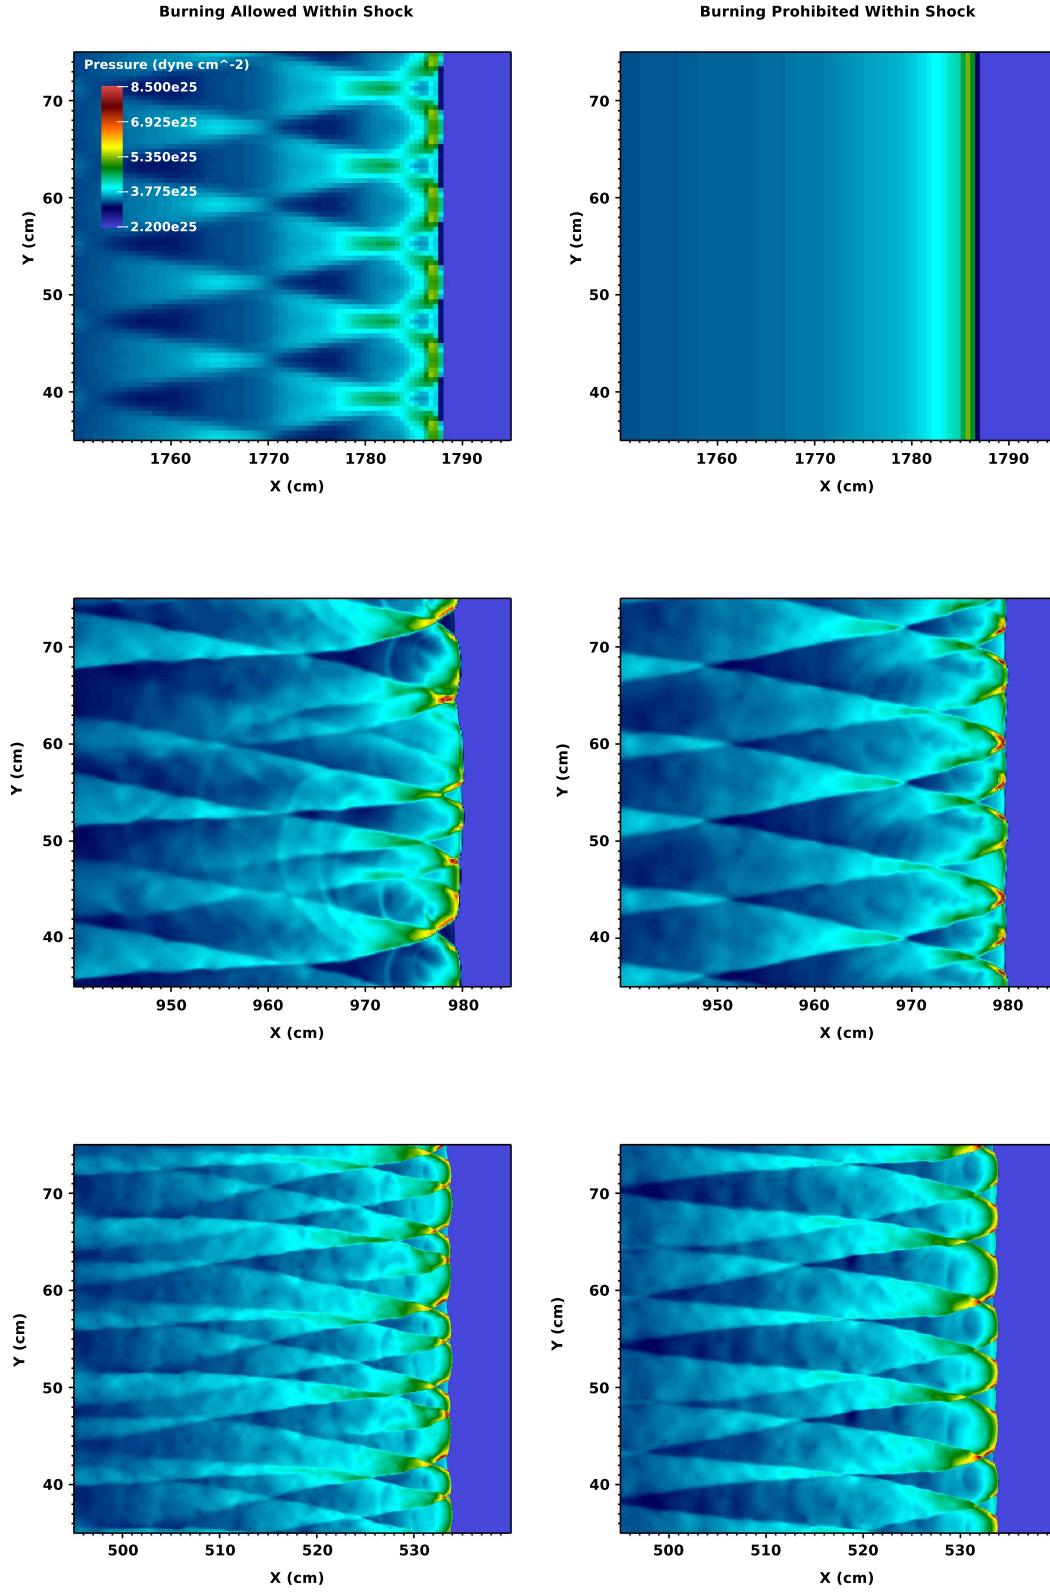 Burning Allowed Within Shock
Burning Prohibited Within Shock
Pressure (dyne cm^-2)
8.500e25
6.925e25
5.350e25
3.775e25
2.200e25
70
60
50
40
Y (cm)
1760 1770 1780 1790
X (cm)
70
60
50
40
Y (cm)
1760 1770 1780 1790
X (cm)
70
60
50
40
Y (cm)
950 960 970 980
X (cm)
70
60
50
40
Y (cm)
950 960 970 980
X (cm)
70
60
50
40
Y (cm)
500 510 520 530
X (cm)
70
60
50
40
Y (cm)
500 510 520 530
X (cm)